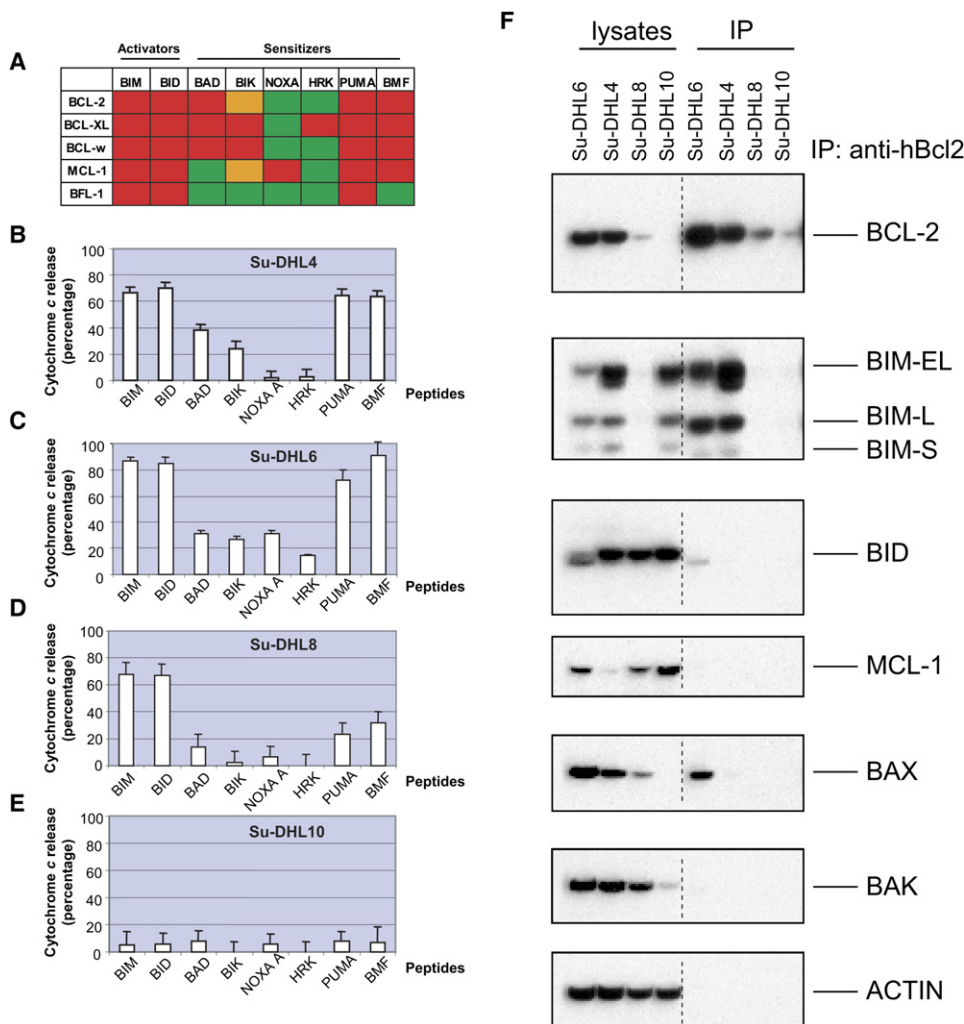 A
Activators Sensitizers
BIM BID BAD BIK NOXA HRK PUMA BMF
BCL-2
BCL-XL
BCL-w
MCL-1
BFL-1
B
Su-DHL4
Cytochrome c release
(percentage)
100
80
60
40
20
0
BIM BID BAD BIK NOXA A HRK PUMA BMF Peptides
C
Su-DHL6
Cytochrome c release
(percentage)
100
80
60
40
20
0
BIM BID BAD BIK NOXA A HRK PUMA BMF Peptides
D
Su-DHL8
Cytochrome c release
(percentage)
100
80
60
40
20
0
BIM BID BAD BIK NOXA A HRK PUMA BMF Peptides
E
Su-DHL10
Cytochrome c release
(percentage)
100
80
60
40
20
0
BIM BID BAD BIK NOXA A HRK PUMA BMF Peptides
F
lysates IP
Su-DHL6 Su-DHL4 Su-DHL8 Su-DHL10 Su-DHL6 Su-DHL4 Su-DHL8 Su-DHL10
IP: anti-hBcl2
BCL-2
BIM-EL
BIM-L
BIM-S
BID
MCL-1
BAX
BAK
ACTIN